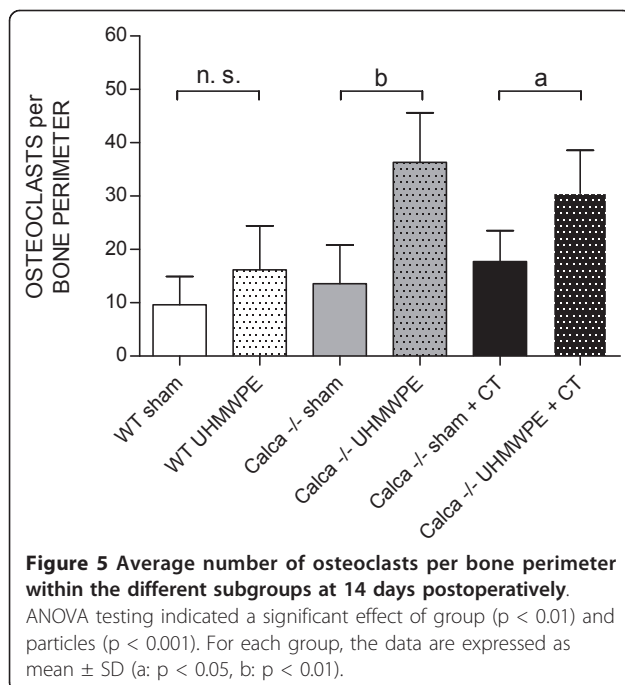 60
50
40
30
20
10
0
OSTEOCLASTS per
BONE PERIMETER
n. s.
b
a
WT sham
WT UHMWPE
Calca -/- sham
Calca -/- UHMWPE
Calca -/- sham + CT
Calca -/- UHMWPE + CT
Figure 5 Average number of osteoclasts per bone perimeter
within the different subgroups at 14 days postoperatively.
ANOVA testing indicated a significant effect of group (p < 0.01) and
particles (p < 0.001). For each group, the data are expressed as
mean ± SD (a: p < 0.05, b: p < 0.01).